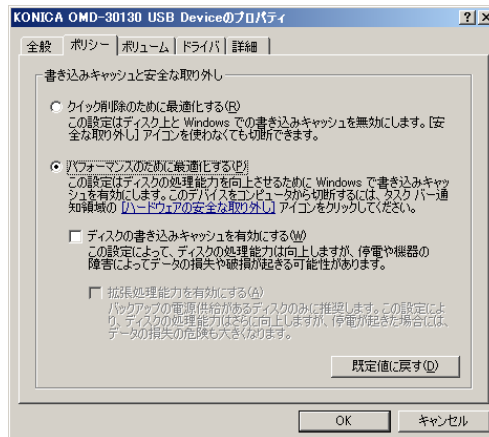 KONICA OMD-30130 USB Deviceのプロパティ
全般 ポリシー ボリューム ドライバ 詳細
書き込みキャッシュと安全な取り外し
クイック削除のために最適化する(R)
この設定はディスク上と Windows での書き込みキャッシュを無効にします。[安
全な取り外し] アイコンを使わなくても切断できます。
パフォーマンスのために最適化する(P)
この設定はディスクの処理能力を向上させるために Windows で書き込みキャッ
シュを有効にします。このデバイスをコンピュータから切断するには、タスク バー通
知領域の [ハードウェアの安全な取り外し] アイコンをクリックしてください。
ディスクの書き込みキャッシュを有効にする(W)
この設定によって、ディスクの処理能力は向上しますが、停電や機器の
障害によってデータの損失や破損が起きる可能性があります。
拡張処理能力を有効にする(A)
バックアップの電源供給があるディスクのみに推奨します。この設定によ
り、ディスクの処理能力はさらに向上しますが、停電が起きた場合には、
データの損失の危険も大きくなります。
既定値に戻す(D)
OK キャンセル